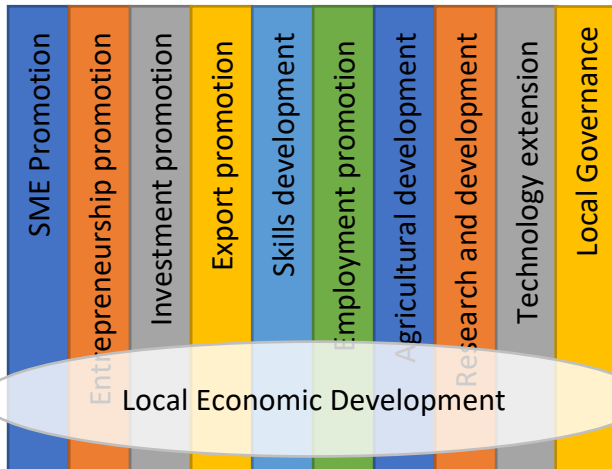 SME Promotion
Entrepreneurship promotion
Investment promotion
Export promotion
Skills development
Employment promotion
Agricultural development
Research and development
Technology extension
Local Governance
Local Economic Development